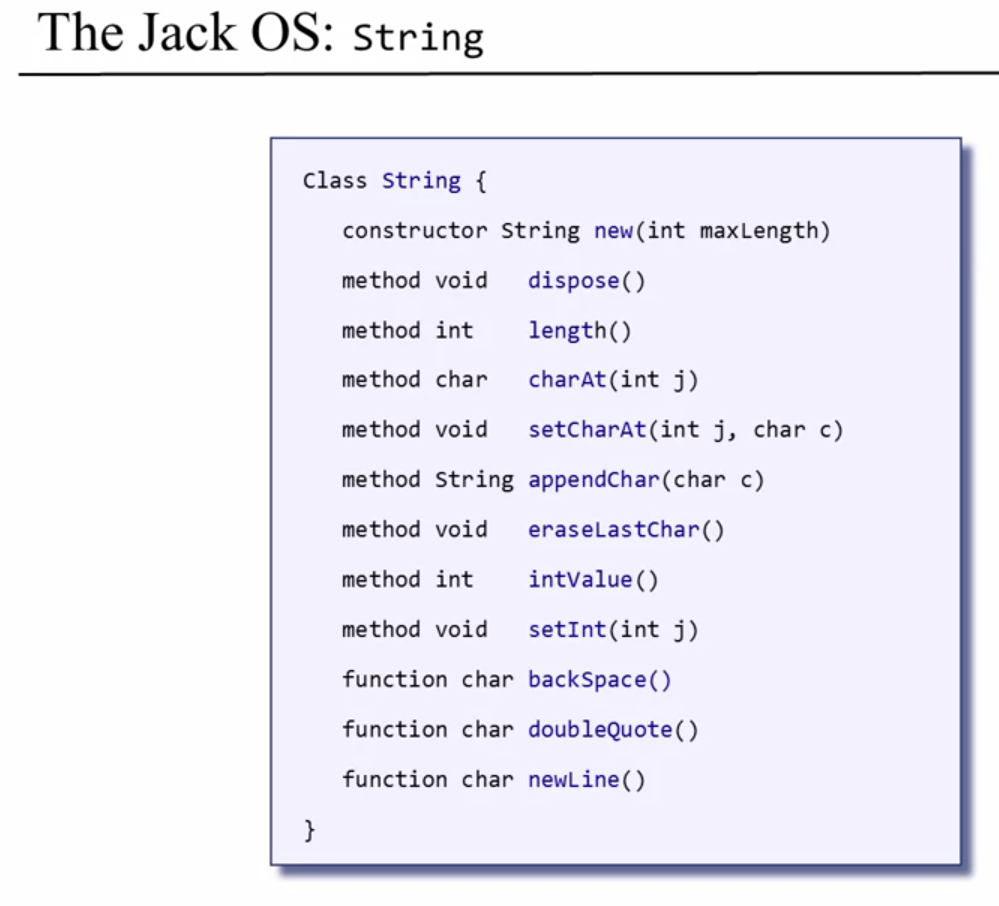 The Jack OS: String
Class String {
constructor String new(int maxLength)
method void dispose()
method int length()
method char charAt(int j)
method void setCharAt(int j, char c)
method String appendChar(char c)
method void eraseLastChar()
method int intValue()
method void setInt(int j)
function char backSpace()
function char doubleQuote()
function char newLine()
}